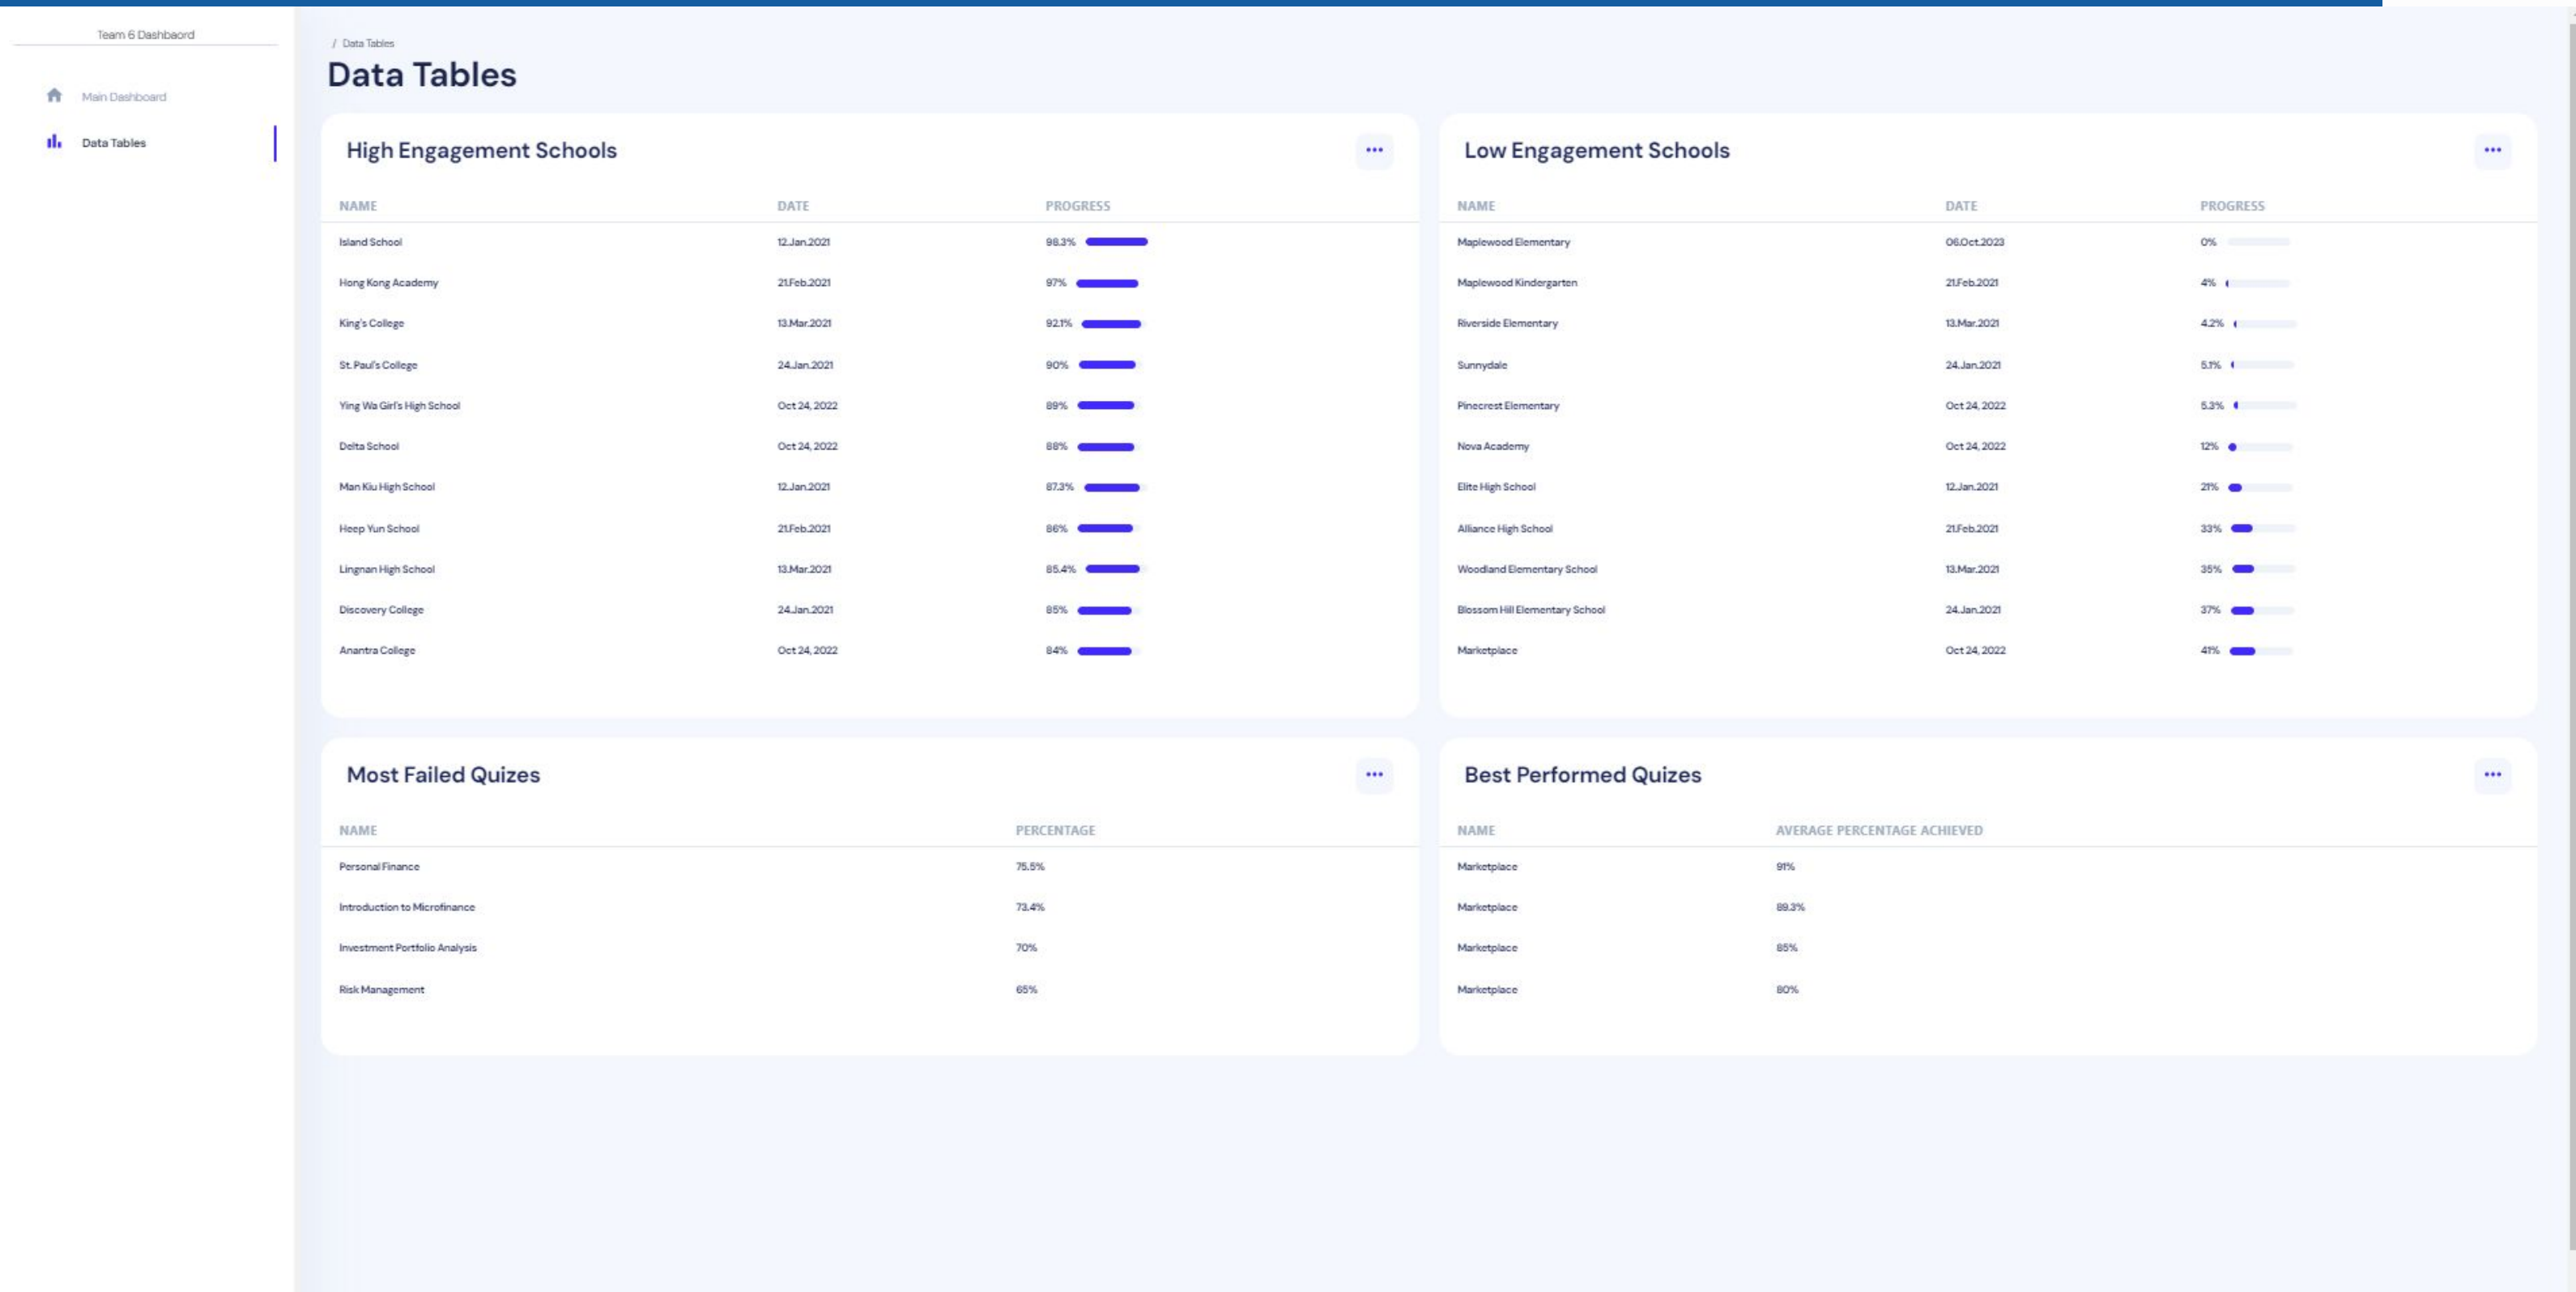 Team 6 Dashbaord
Main Dashboard
Data Tables
/ Data Tables
Data Tables
High Engagement Schools
NAME DATE PROGRESS
Island School 12.Jan.2021 98.3%
Hong Kong Academy 21.Feb.2021 97%
King's College 13.Mar.2021 92.1%
St. Paul's College 24.Jan.2021 90%
Ying Wa Girl's High School Oct 24, 2022 89%
Delta School Oct 24, 2022 88%
Man Kiu High School 12.Jan.2021 87.3%
Heep Yun School 21.Feb.2021 86%
Lingnan High School 13.Mar.2021 85.4%
Discovery College 24.Jan.2021 85%
Anantra College Oct 24, 2022 84%
Low Engagement Schools
NAME DATE PROGRESS
Maplewood Elementary 06.Oct.2023 0%
Maplewood Kindergarten 21.Feb.2021 4%
Riverside Elementary 13.Mar.2021 4.2%
Sunnydale 24.Jan.2021 5.1%
Pinecrest Elementary Oct 24, 2022 5.3%
Nova Academy Oct 24, 2022 12%
Elite High School 12.Jan.2021 21%
Alliance High School 21.Feb.2021 33%
Woodland Elementary School 13.Mar.2021 35%
Blossom Hill Elementary School 24.Jan.2021 37%
Marketplace Oct 24, 2022 41%
Most Failed Quizes
NAME PERCENTAGE
Personal Finance 75.5%
Introduction to Microfinance 73.4%
Investment Portfolio Analysis 70%
Risk Management 65%
Best Performed Quizes
NAME AVERAGE PERCENTAGE ACHIEVED
Marketplace 91%
Marketplace 89.3%
Marketplace 85%
Marketplace 80%